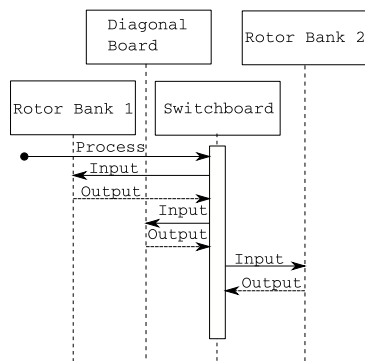 Diagonal
Board
Rotor Bank 2
Rotor Bank 1
Switchboard
Process
Input
Output
Input
Output
Input
Output